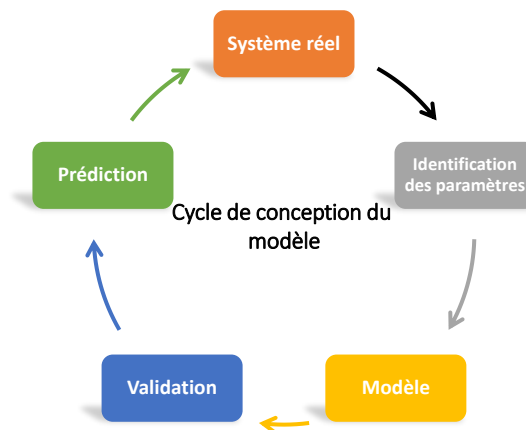 Système réel
Identification
des paramètres
Prédiction
Cycle de conception du
modèle
Validation
Modèle